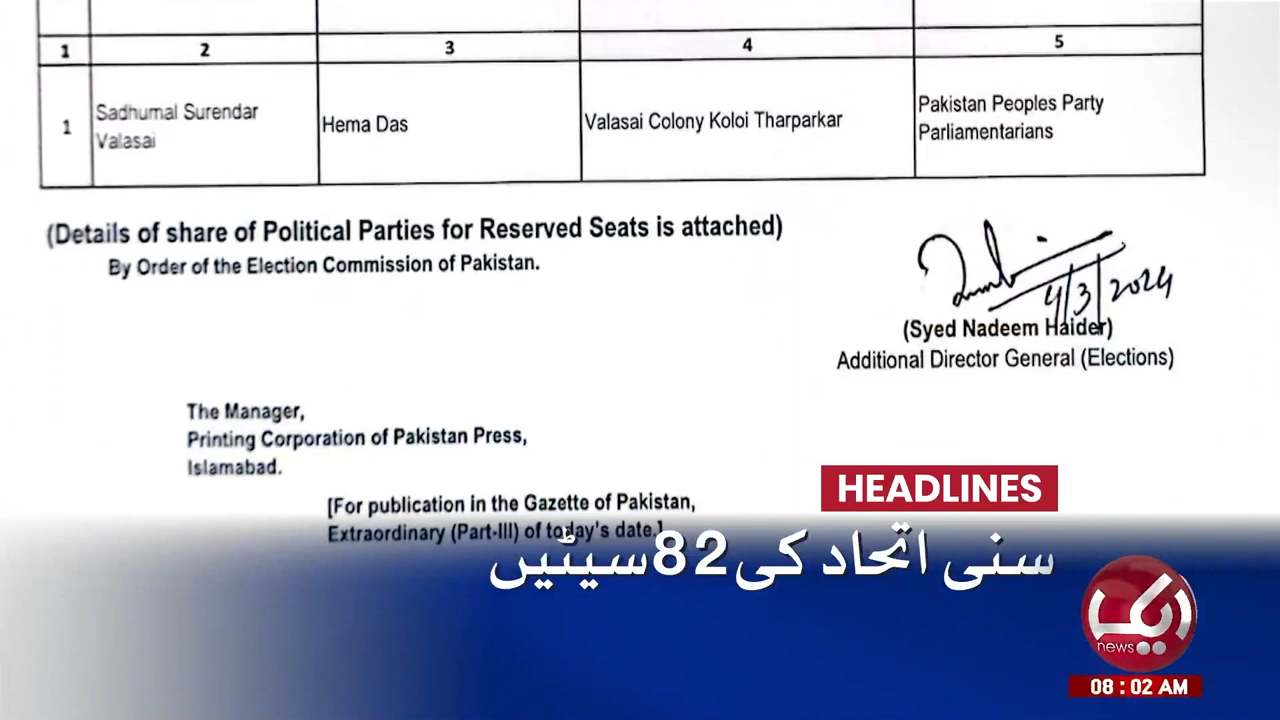 1 2 3 4 5
1 Sadhumal Surendar Valasai Hema Das Valasai Colony Koloi Tharparkar Pakistan Peoples Party Parliamentarians
(Details of share of Political Parties for Reserved Seats is attached)
By Order of the Election Commission of Pakistan.
4/3/2024
(Syed Nadeem Haider)
Additional Director General (Elections)
The Manager,
Printing Corporation of Pakistan Press,
Islamabad.
[For publication in the Gazette of Pakistan,
Extraordinary (Part-III) of today's date.]
HEADLINES
سنی اتحاد کی 82 سیٹیں
ایک
news
08 : 02 AM